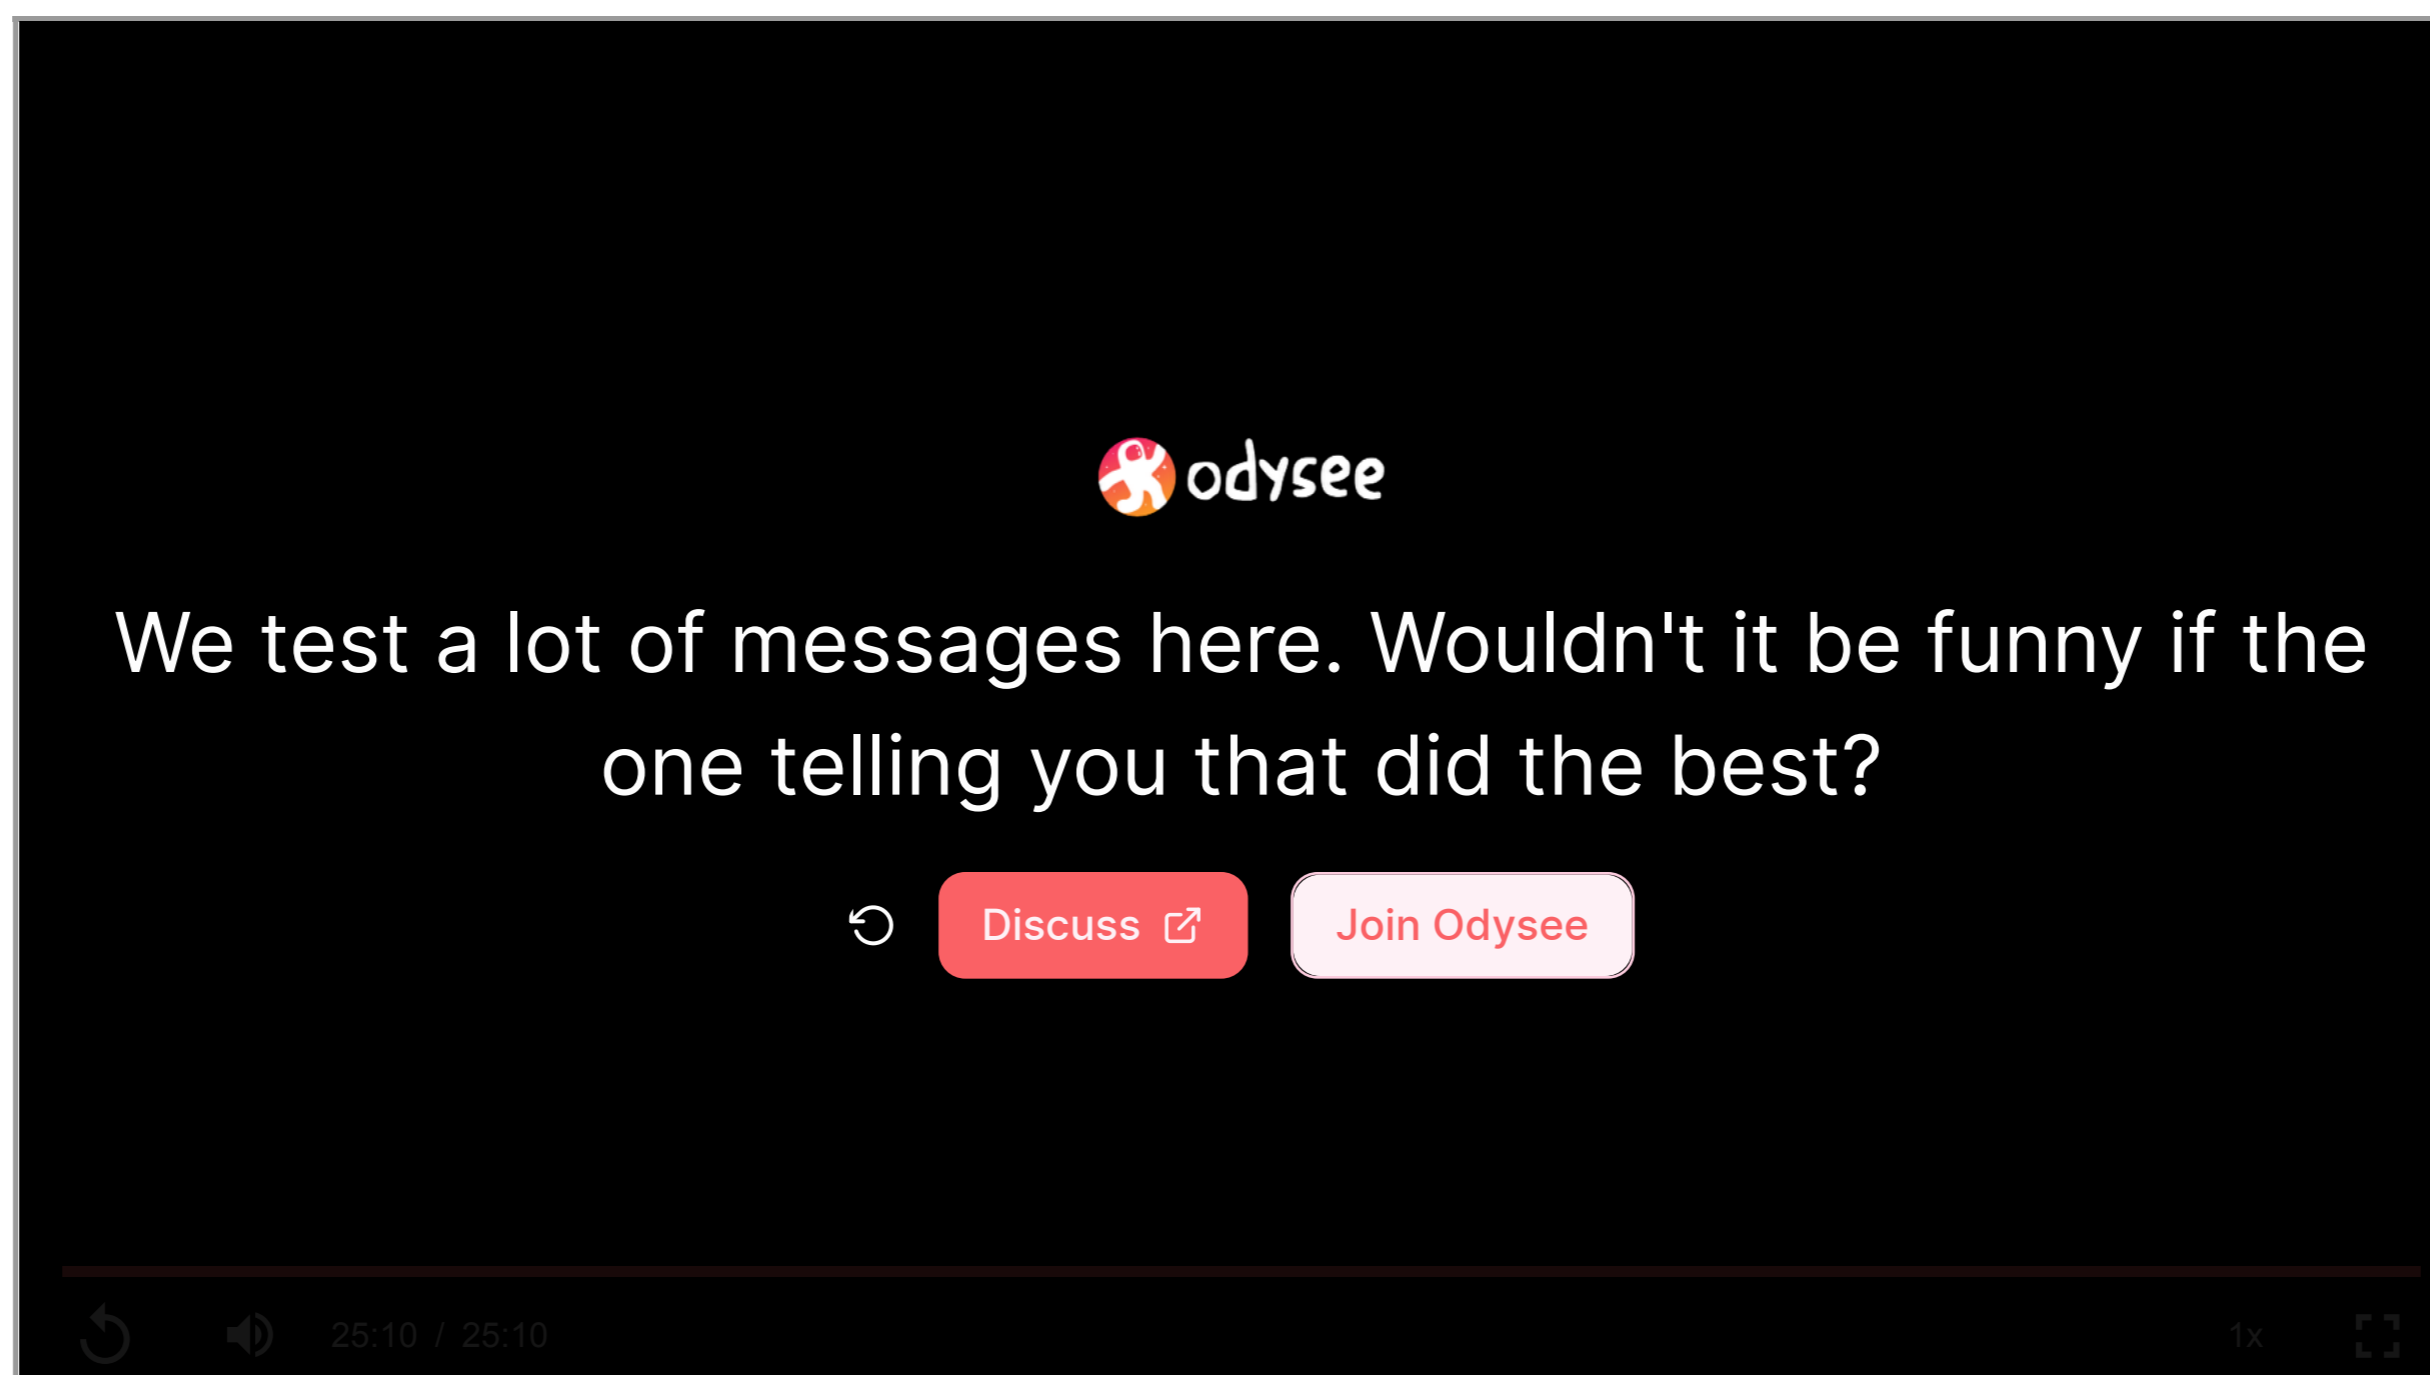 odysee
We test a lot of messages here. Wouldn't it be funny if the
one telling you that did the best?
Discuss
Join Odysee
25:10 / 25:10
1x